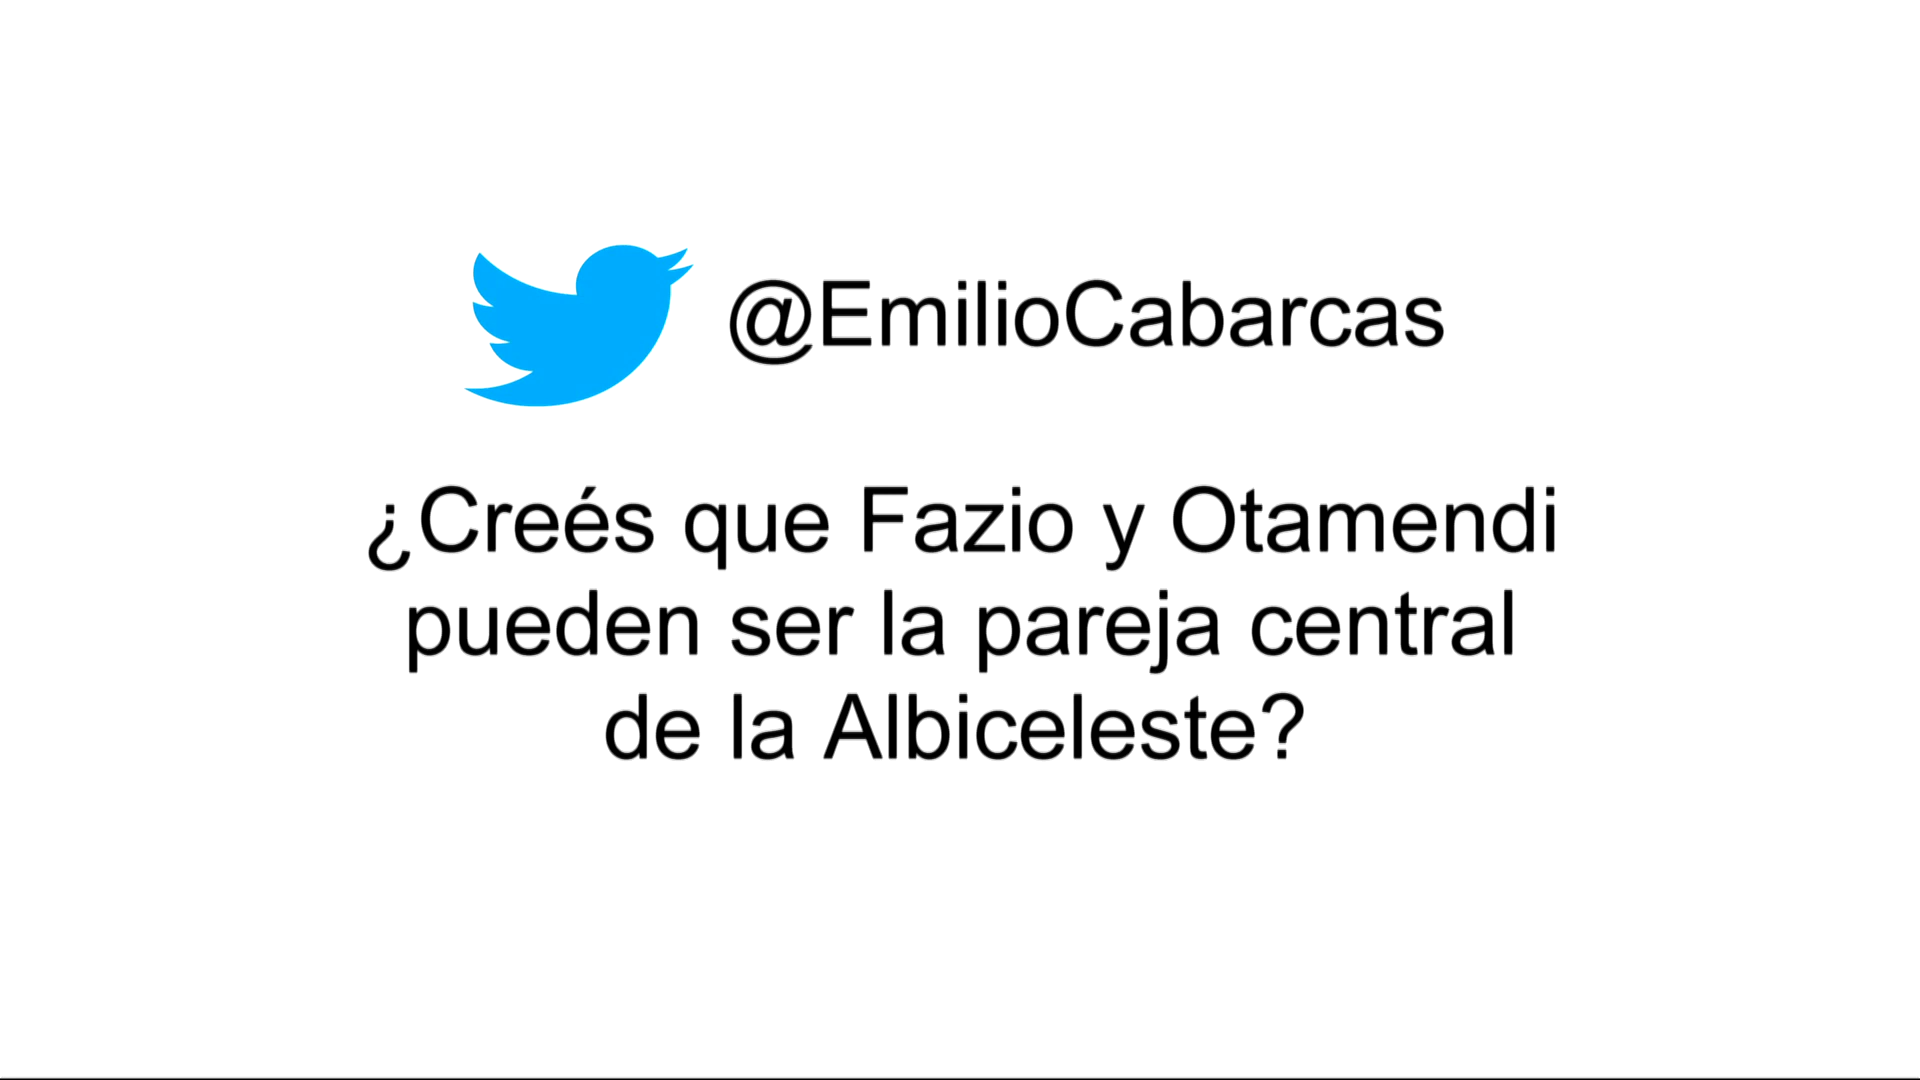 @EmilioCabarcas
¿Creés que Fazio y Otamendi
pueden ser la pareja central
de la Albiceleste?